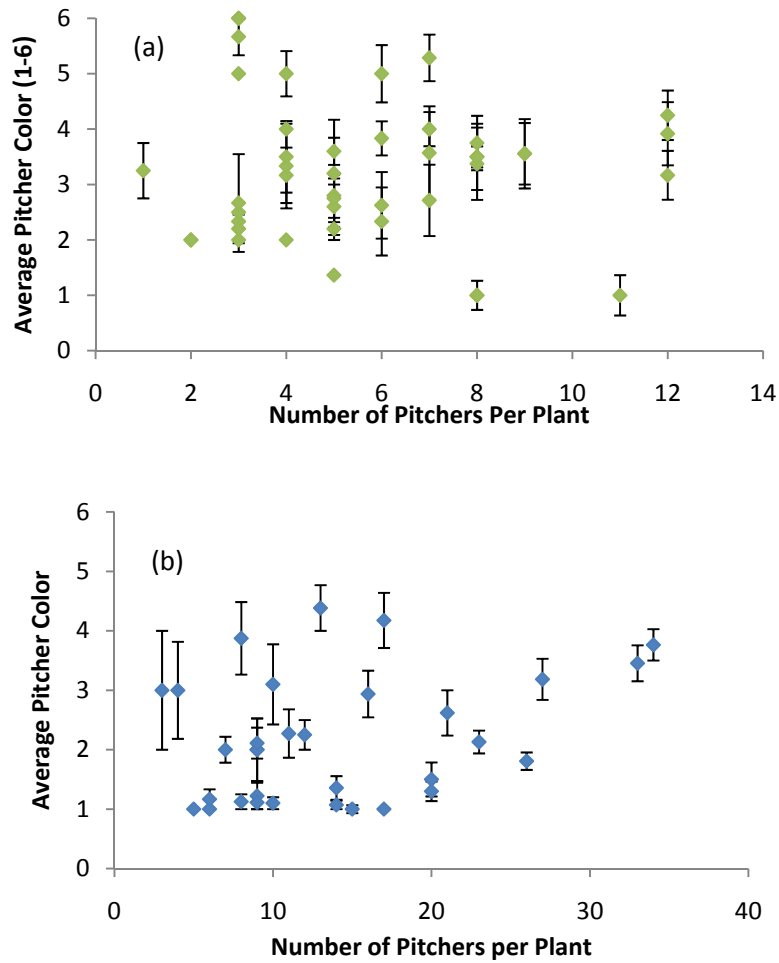 (a)
Average Pitcher Color (1-6)
6
5
4
3
2
1
0
0 2 4 6 8 10 12 14
Number of Pitchers Per Plant
(b)
Average Pitcher Color
6
5
4
3
2
1
0
0 10 20 30 40
Number of Pitchers per Plant